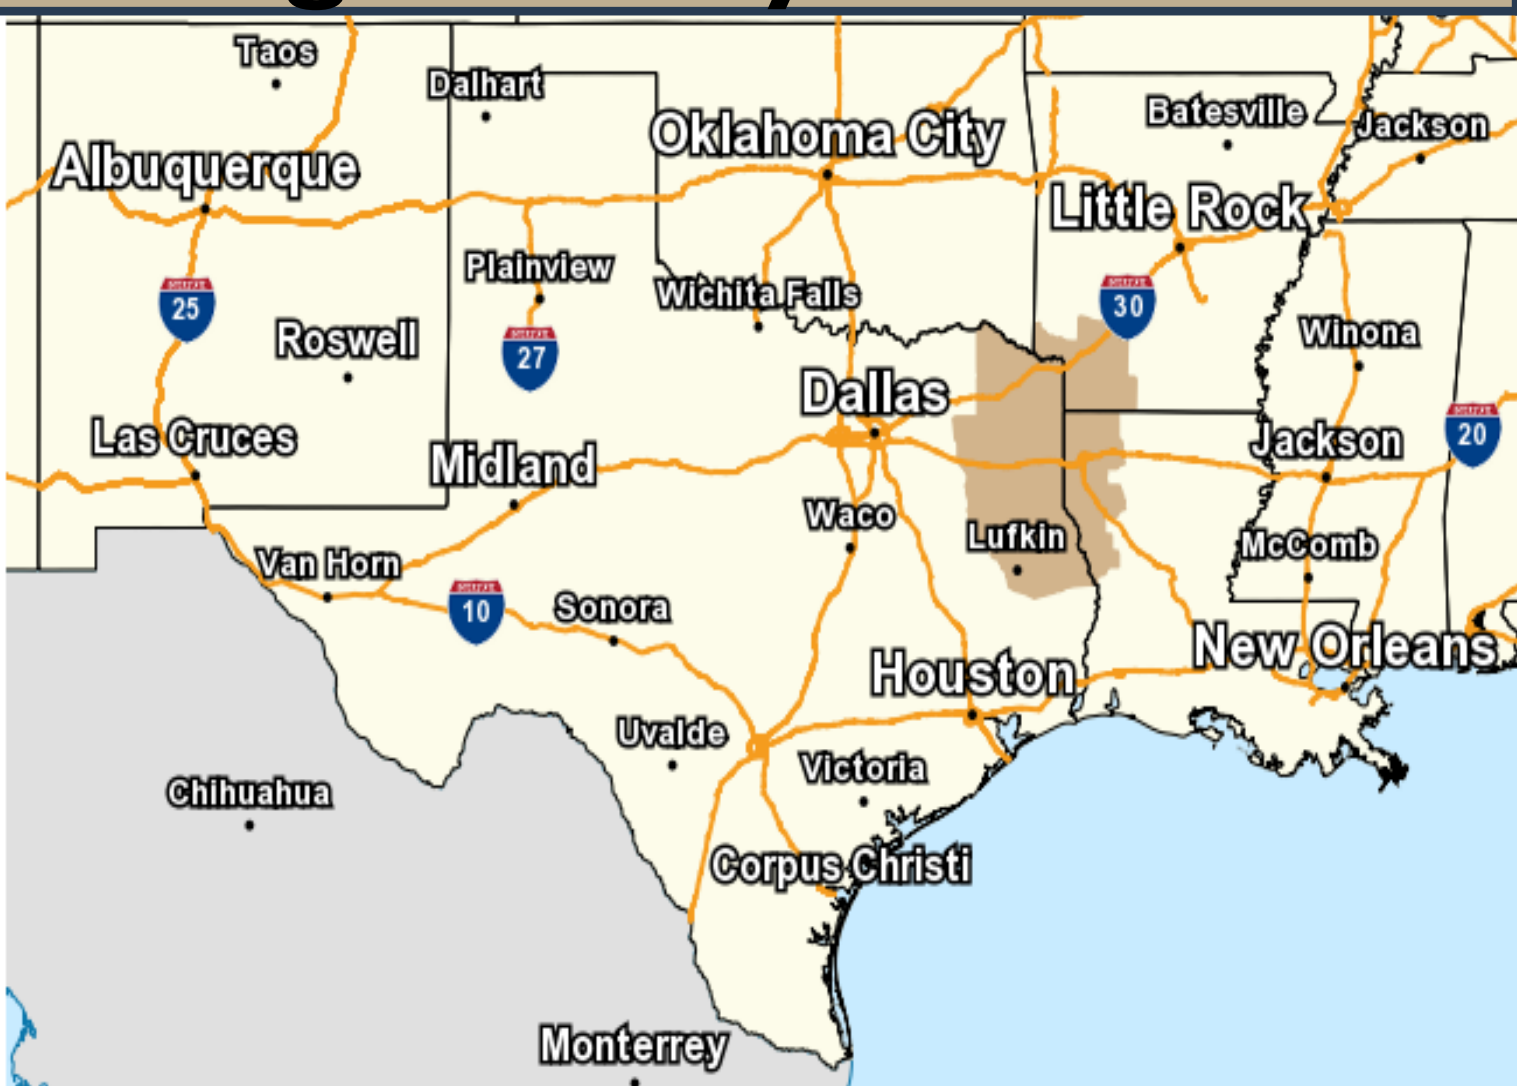 Taos
Dalhart
Batesville
Jackson
Oklahoma City
Albuquerque
Little Rock
Plainview
Wichita Falls
25
30
Roswell
27
Winona
Dallas
20
Las Cruces
Midland
Jackson
Waco
Lufkin
McComb
Van Horn
10
Sonora
New Orleans
Houston
Uvalde
Victoria
Chihuahua
Corpus Christi
Monterrey